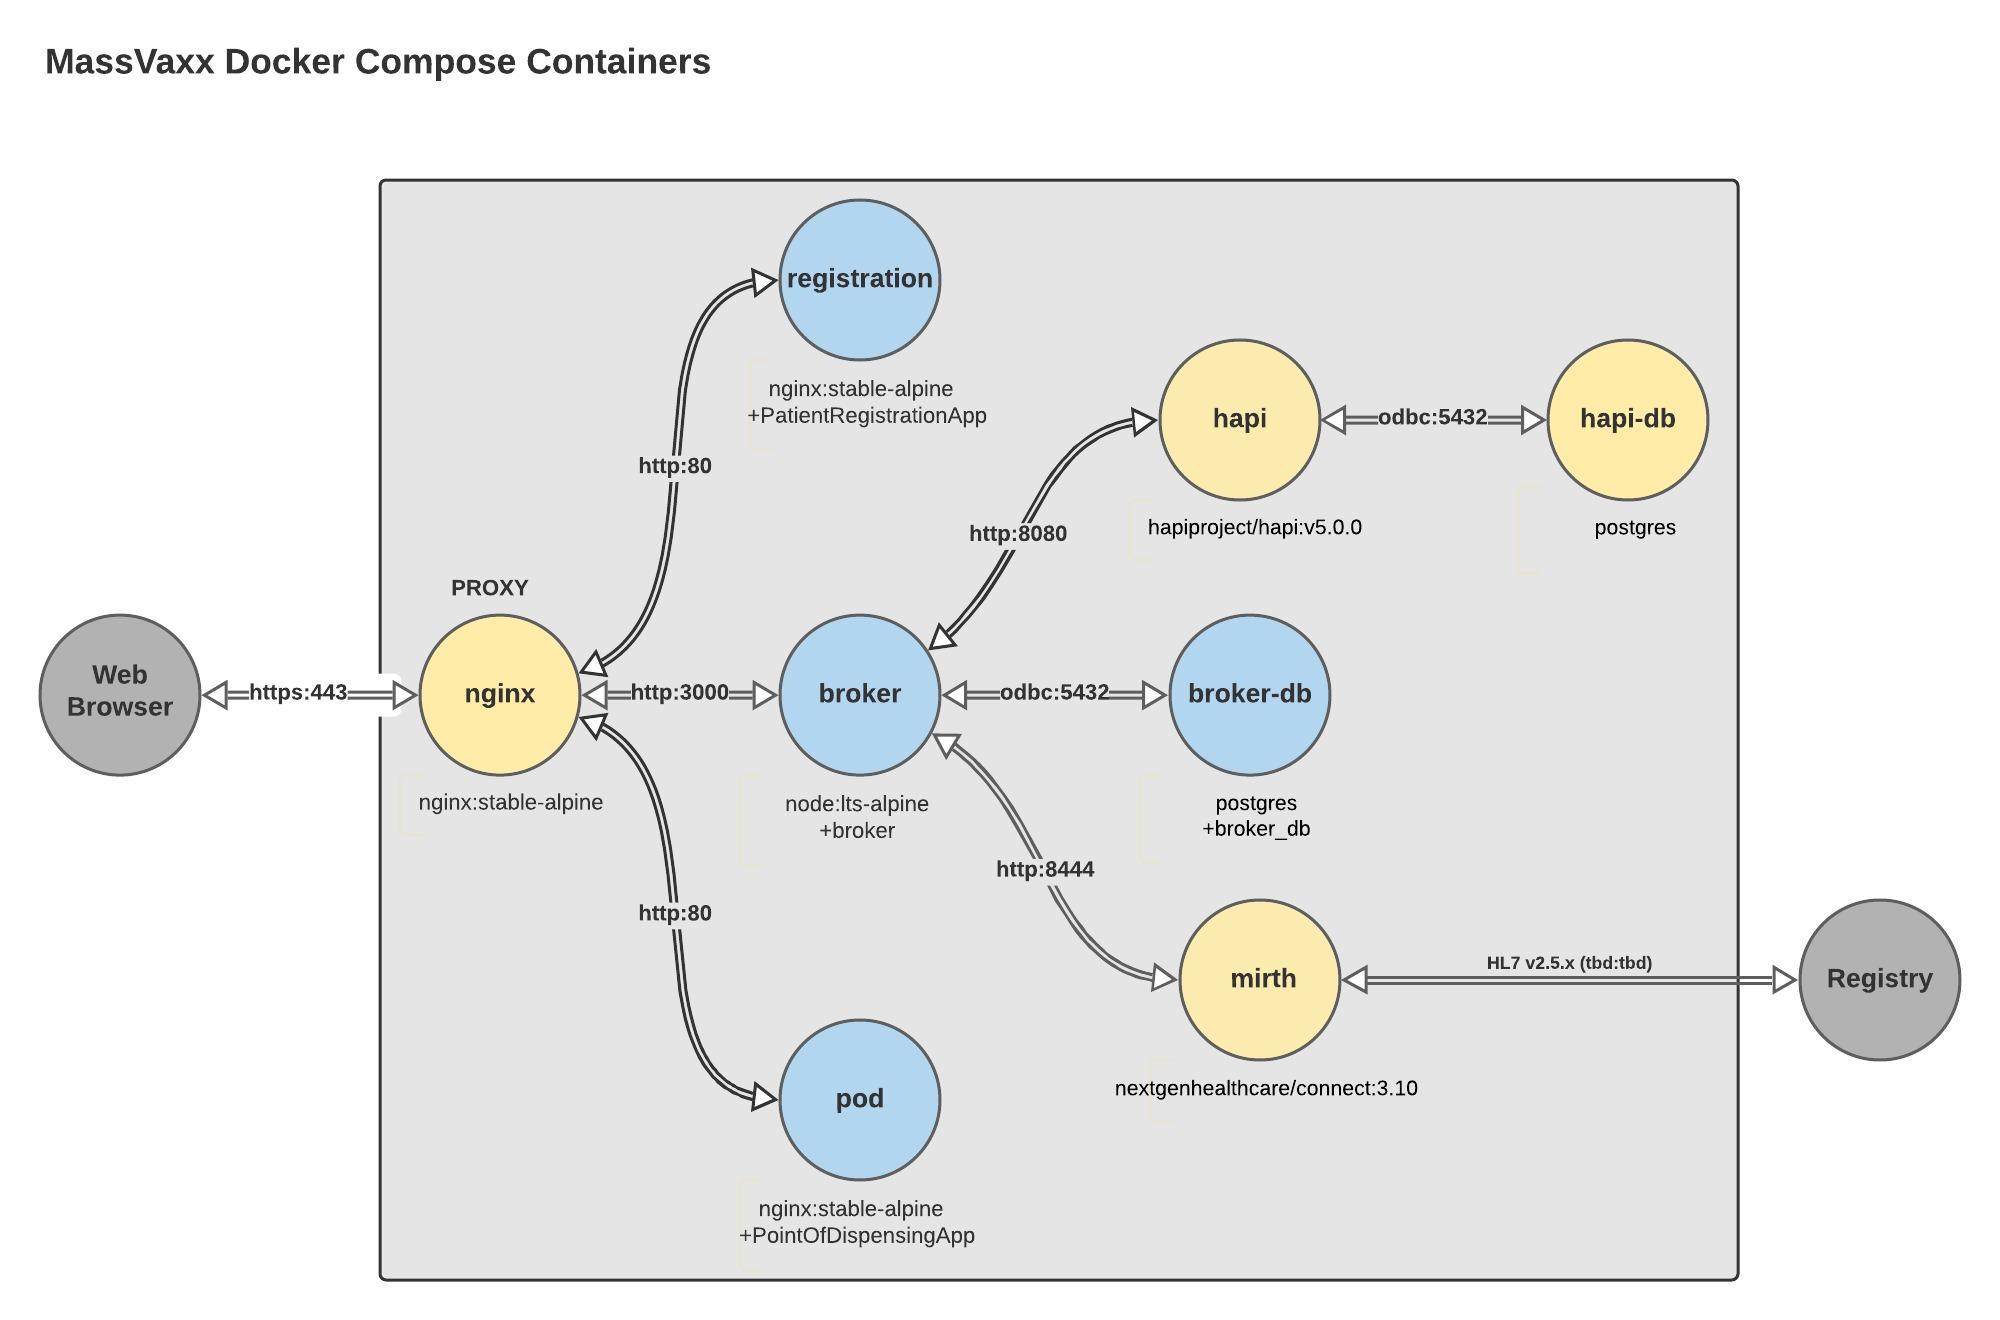 MassVaxx Docker Compose Containers
registration
nginx:stable-alpine
+PatientRegistrationApp
http:80
hapi
odbc:5432
hapi-db
hapiproject/hapi:v5.0.0
postgres
http:8080
PROXY
Web
Browser
https:443
nginx
http:3000
broker
odbc:5432
broker-db
nginx:stable-alpine
node:lts-alpine
+broker
postgres
+broker_db
http:8444
http:80
mirth
HL7 v2.5.x (tbd:tbd)
Registry
nextgenhealthcare/connect:3.10
pod
nginx:stable-alpine
+PointOfDispensingApp